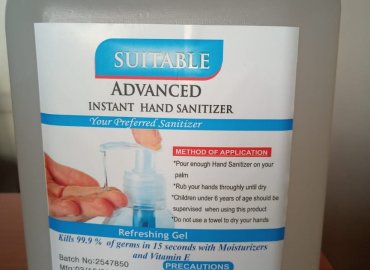 SUITABLE
ADVANCED
INSTANT HAND SANITIZER
Your Preferred Sanitizer
METHOD OF APPLICATION
*Pour enough Hand Sanitizer on your
palm
*Rub your hands throughly until dry
*Children under 6 years of age should be
supervised when using this product
*Do not use a towel to dry your hands
Refreshing Gel
Kills 99.9 % of germs in 15 seconds with Moisturizers
and Vitamin E
Batch No:2547850
PRECAUTIONS